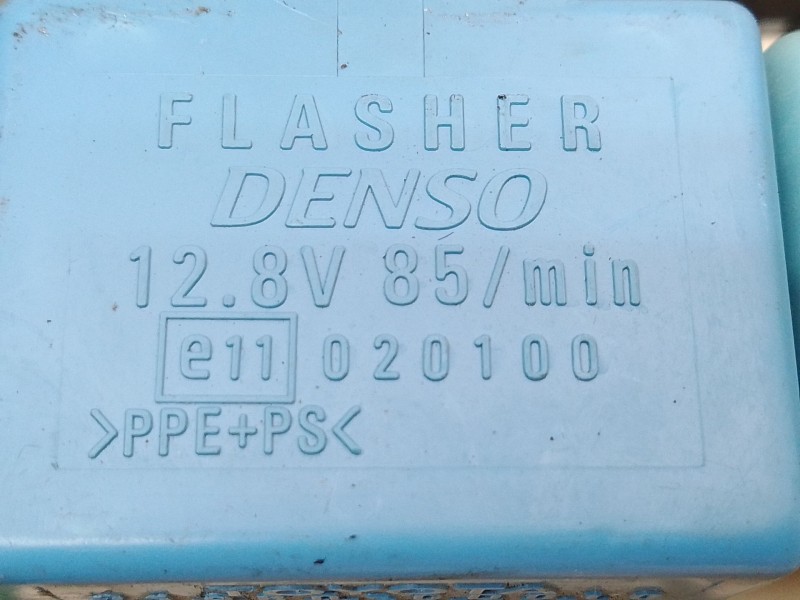 FLASHER
DENSO
12.8V 85/min
e11 020100
>PPE+PS<